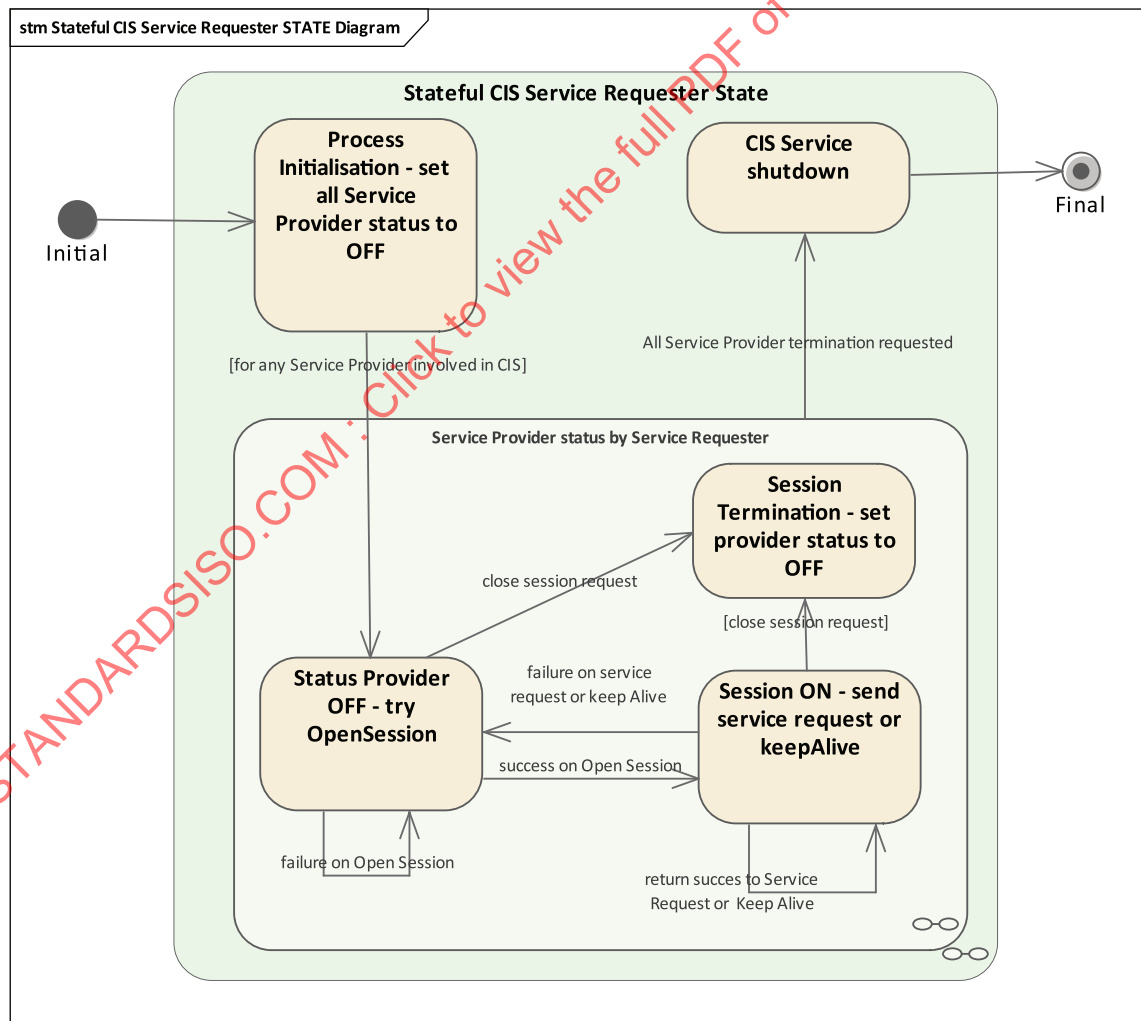 stm Stateful CIS Service Requester STATE Diagram
Stateful CIS Service Requester State
Process
Initialisation - set
all Service
Provider status to
OFF
CIS Service
shutdown
Initial
Final
[for any Service Provider involved in CIS]
All Service Provider termination requested
Service Provider status by Service Requester
Session
Termination - set
provider status to
OFF
close session request
[close session request]
Status Provider
OFF - try
OpenSession
failure on service
request or keep Alive
Session ON - send
service request or
keepAlive
success on Open Session
failure on Open Session
return succes to Service
Request or Keep Alive
STANDARDSISO.COM : Click to view the full PDF of